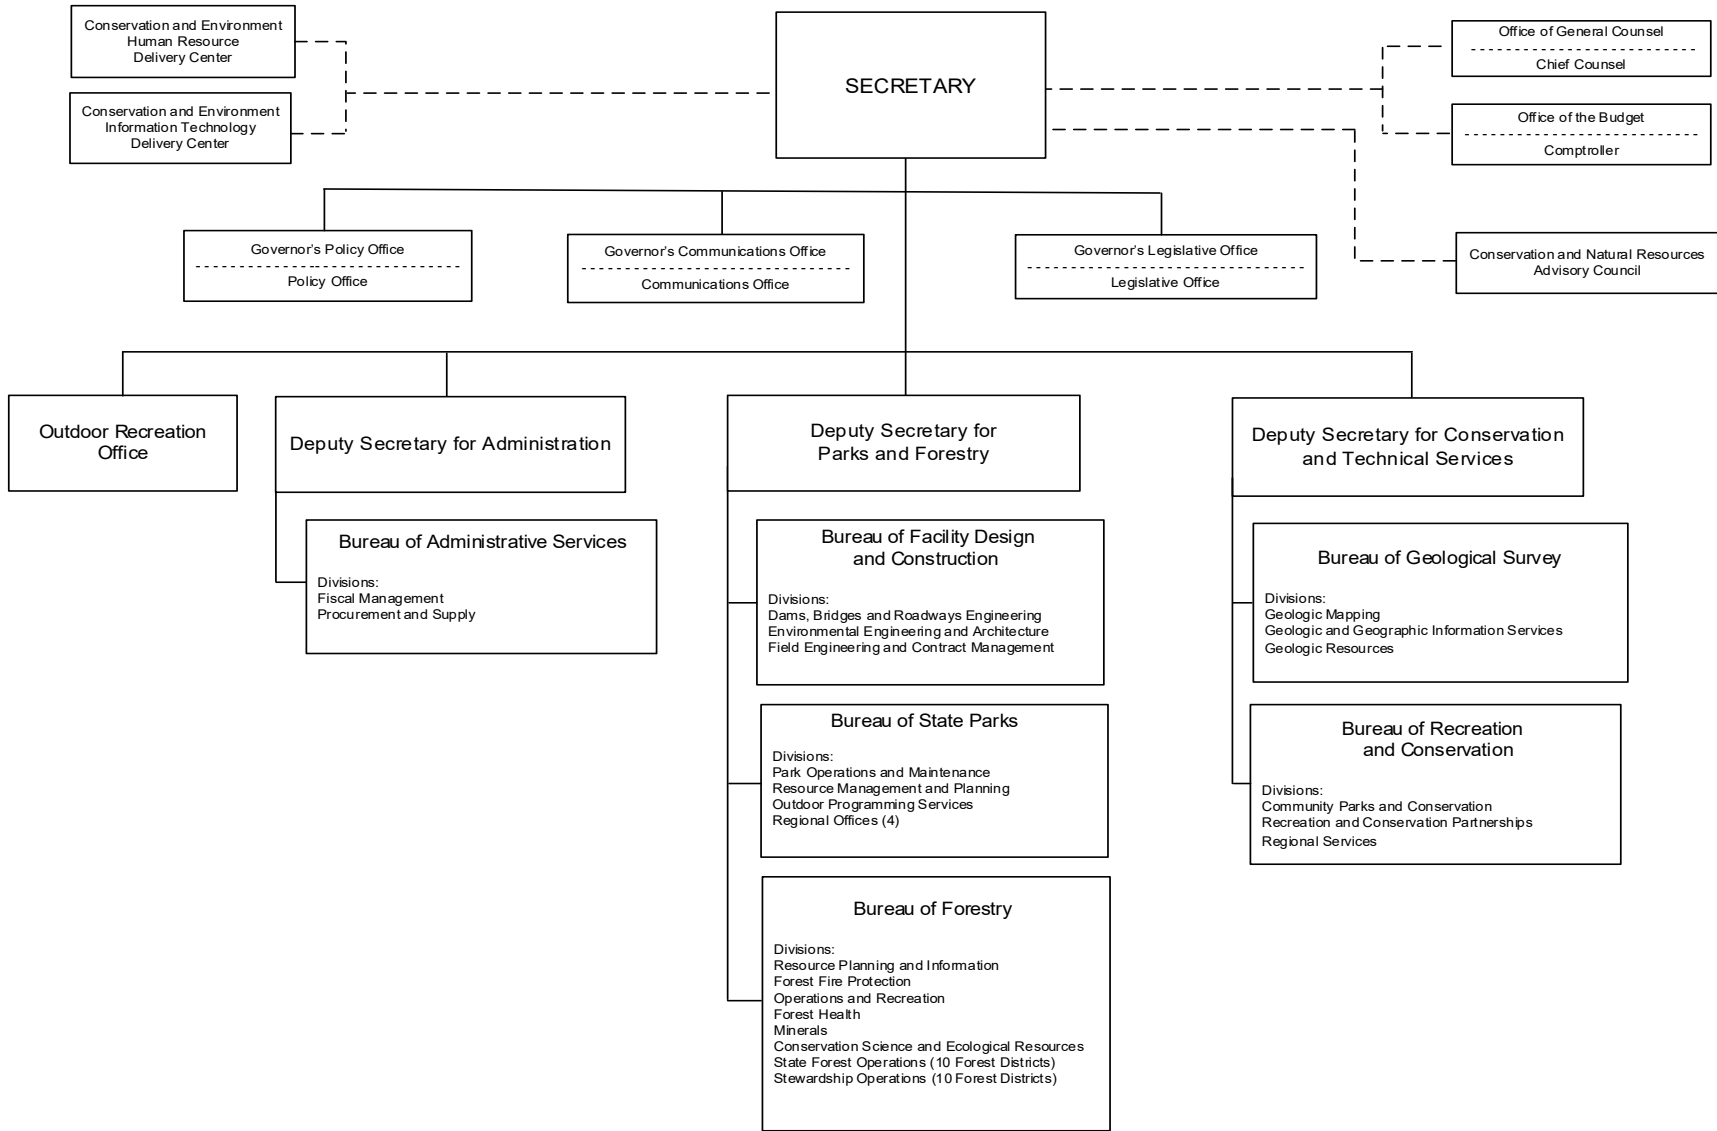 Conservation and Environment
Human Resource
Delivery Center
Conservation and Environment
Information Technology
Delivery Center
SECRETARY
Office of General Counsel
Chief Counsel
Office of the Budget
Comptroller
Conservation and Natural Resources
Advisory Council
Governor's Policy Office
Policy Office
Governor's Communications Office
Communications Office
Governor's Legislative Office
Legislative Office
Outdoor Recreation
Office
Deputy Secretary for Administration
Bureau of Administrative Services
Divisions:
Fiscal Management
Procurement and Supply
Deputy Secretary for
Parks and Forestry
Bureau of Facility Design
and Construction
Divisions:
Dams, Bridges and Roadways Engineering
Environmental Engineering and Architecture
Field Engineering and Contract Management
Bureau of State Parks
Divisions:
Park Operations and Maintenance
Resource Management and Planning
Outdoor Programming Services
Regional Offices (4)
Bureau of Forestry
Divisions:
Resource Planning and Information
Forest Fire Protection
Operations and Recreation
Forest Health
Minerals
Conservation Science and Ecological Resources
State Forest Operations (10 Forest Districts)
Stewardship Operations (10 Forest Districts)
Deputy Secretary for Conservation
and Technical Services
Bureau of Geological Survey
Divisions:
Geologic Mapping
Geologic and Geographic Information Services
Geologic Resources
Bureau of Recreation
and Conservation
Divisions:
Community Parks and Conservation
Recreation and Conservation Partnerships
Regional Services